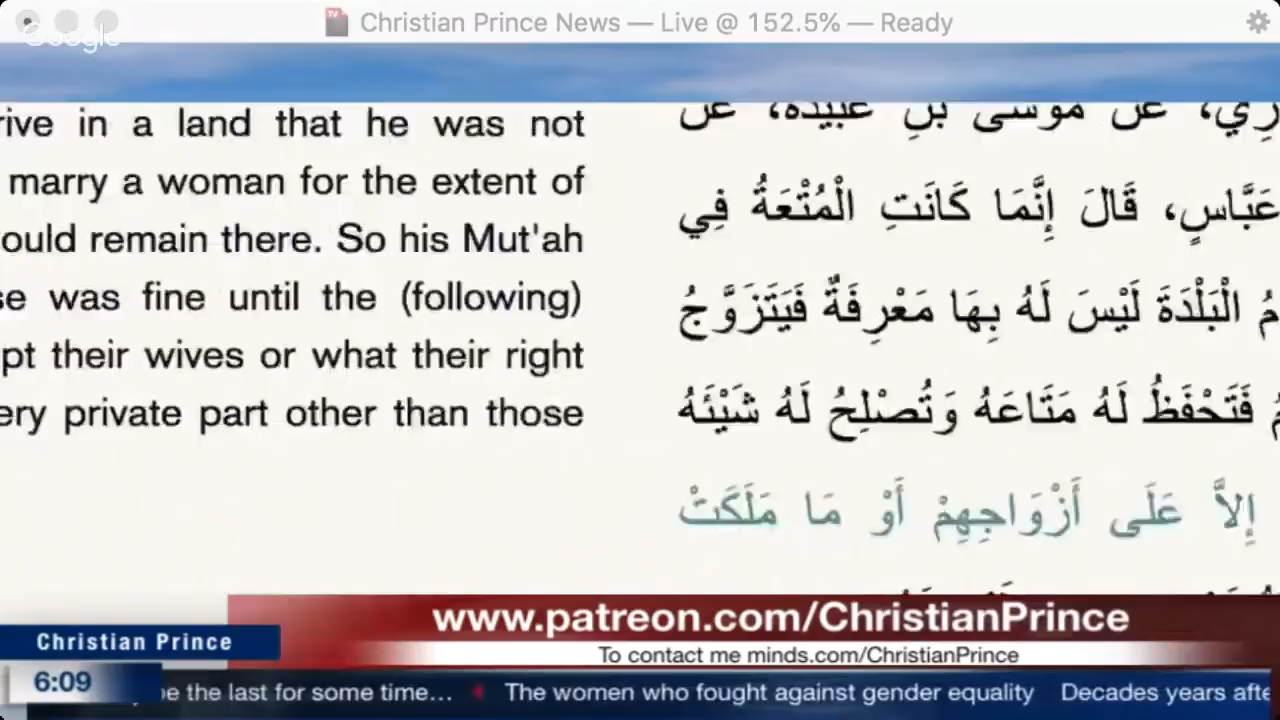 Christian Prince News — Live @ 152.5% — Ready
Google
rive in a land that he was not
marry a woman for the extent of
ould remain there. So his Mut'ah
se was fine until the (following)
pt their wives or what their right
ery private part other than those
رِي، عَنْ مُوسَى بْنِ عُبَيْدَةَ، عَنْ
عَبَّاسٍ، قَالَ إِنَّمَا كَانَتِ الْمُتْعَةُ فِي
مُ الْبَلْدَةَ لَيْسَ لَهُ بِهَا مَعْرِفَةٌ فَيَتَزَوَّجُ
مُ فَتَحْفَظُ لَهُ مَتَاعَهُ وَتُصْلِحُ لَهُ شَيْئَهُ
إِلاَّ عَلَى أَزْوَاجِهِمْ أَوْ مَا مَلَكَتْ
www.patreon.com/ChristianPrince
To contact me minds.com/ChristianPrince
Christian Prince
6:09
be the last for some time... The women who fought against gender equality Decades years afte